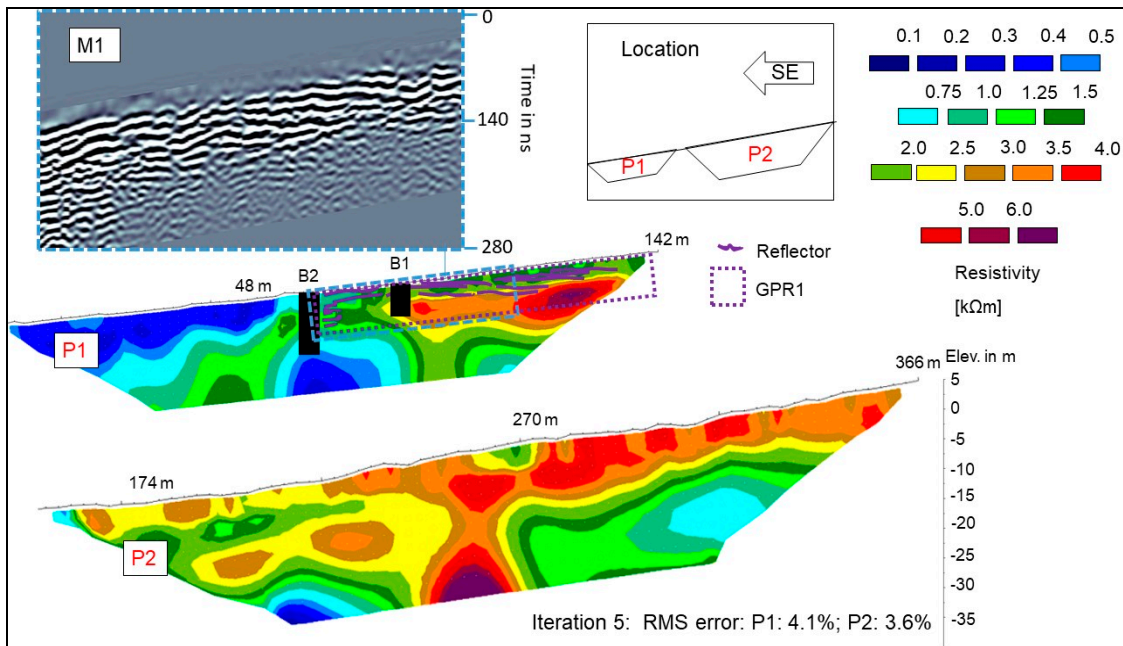 M1
0
140
280
Time in ns
Location
SE
P1
P2
0.1 0.2 0.3 0.4 0.5
0.75 1.0 1.25 1.5
2.0 2.5 3.0 3.5 4.0
5.0 6.0
Resistivity
[kΩm]
Reflector
GPR1
48 m
B2
B1
142 m
P1
174 m
270 m
366 m
P2
Elev. in m
5
0
-5
-10
-15
-20
-25
-30
-35
Iteration 5: RMS error: P1: 4.1%; P2: 3.6%